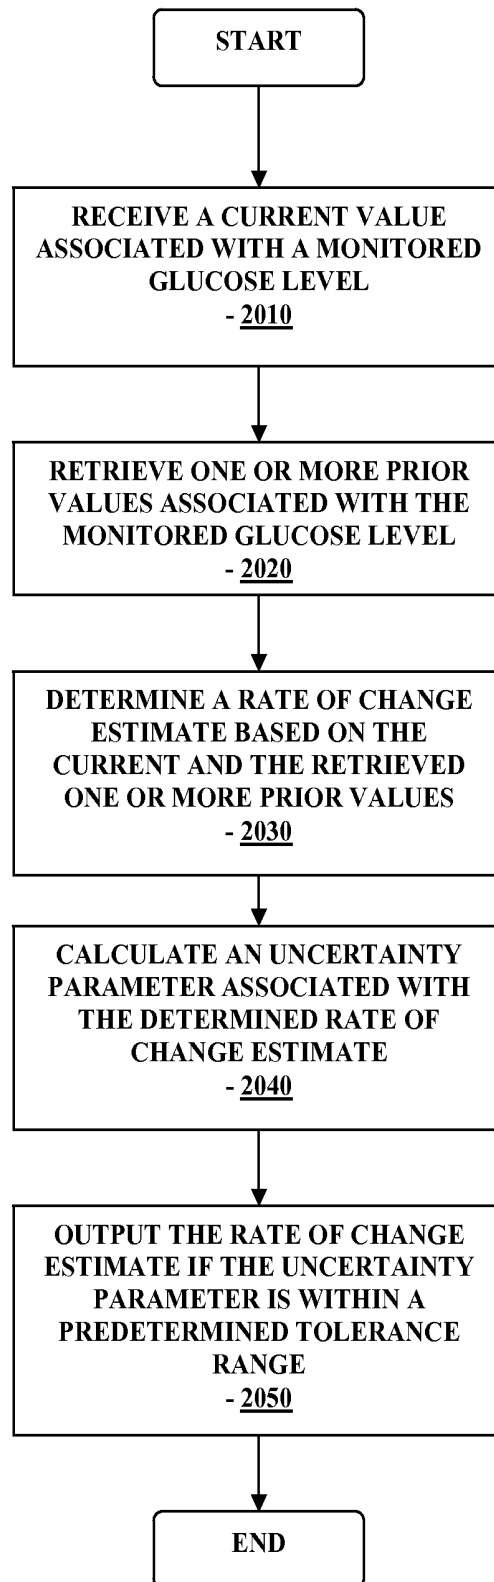 START
RECEIVE A CURRENT VALUE
ASSOCIATED WITH A MONITORED
GLUCOSE LEVEL
- 2010
RETRIEVE ONE OR MORE PRIOR
VALUES ASSOCIATED WITH THE
MONITORED GLUCOSE LEVEL
- 2020
DETERMINE A RATE OF CHANGE
ESTIMATE BASED ON THE
CURRENT AND THE RETRIEVED
ONE OR MORE PRIOR VALUES
- 2030
CALCULATE AN UNCERTAINTY
PARAMETER ASSOCIATED WITH
THE DETERMINED RATE OF
CHANGE ESTIMATE
- 2040
OUTPUT THE RATE OF CHANGE
ESTIMATE IF THE UNCERTAINTY
PARAMETER IS WITHIN A
PREDETERMINED TOLERANCE
RANGE
- 2050
END